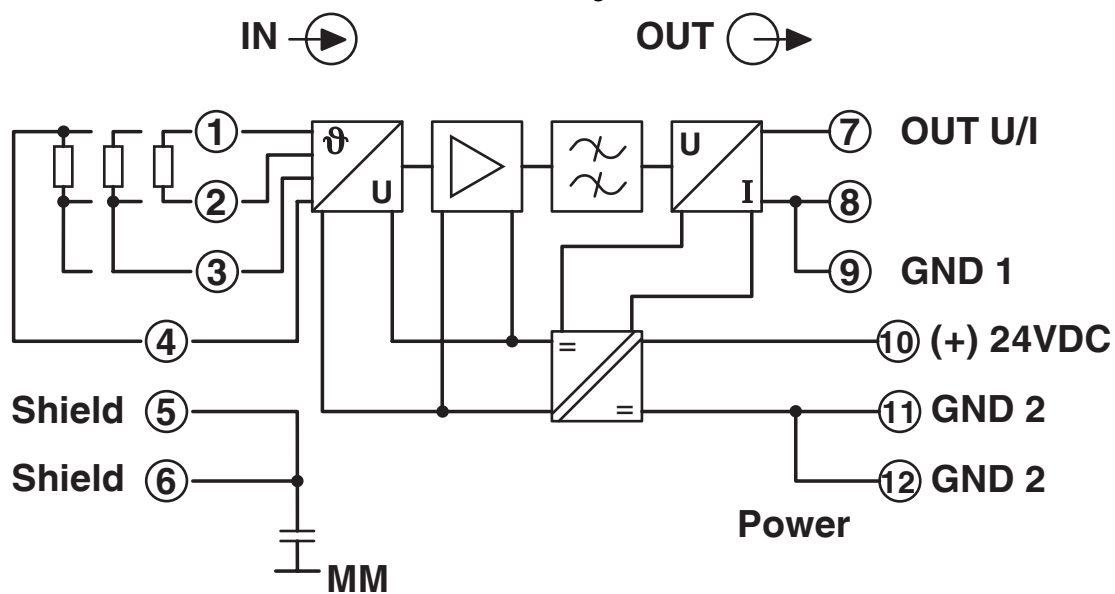 IN
OUT
1
ϑ
U
U
7
OUT U/I
2
I
8
3
9
GND 1
4
=
10
(+) 24VDC
Shield
5
=
11
GND 2
Shield
6
12
GND 2
Power
MM